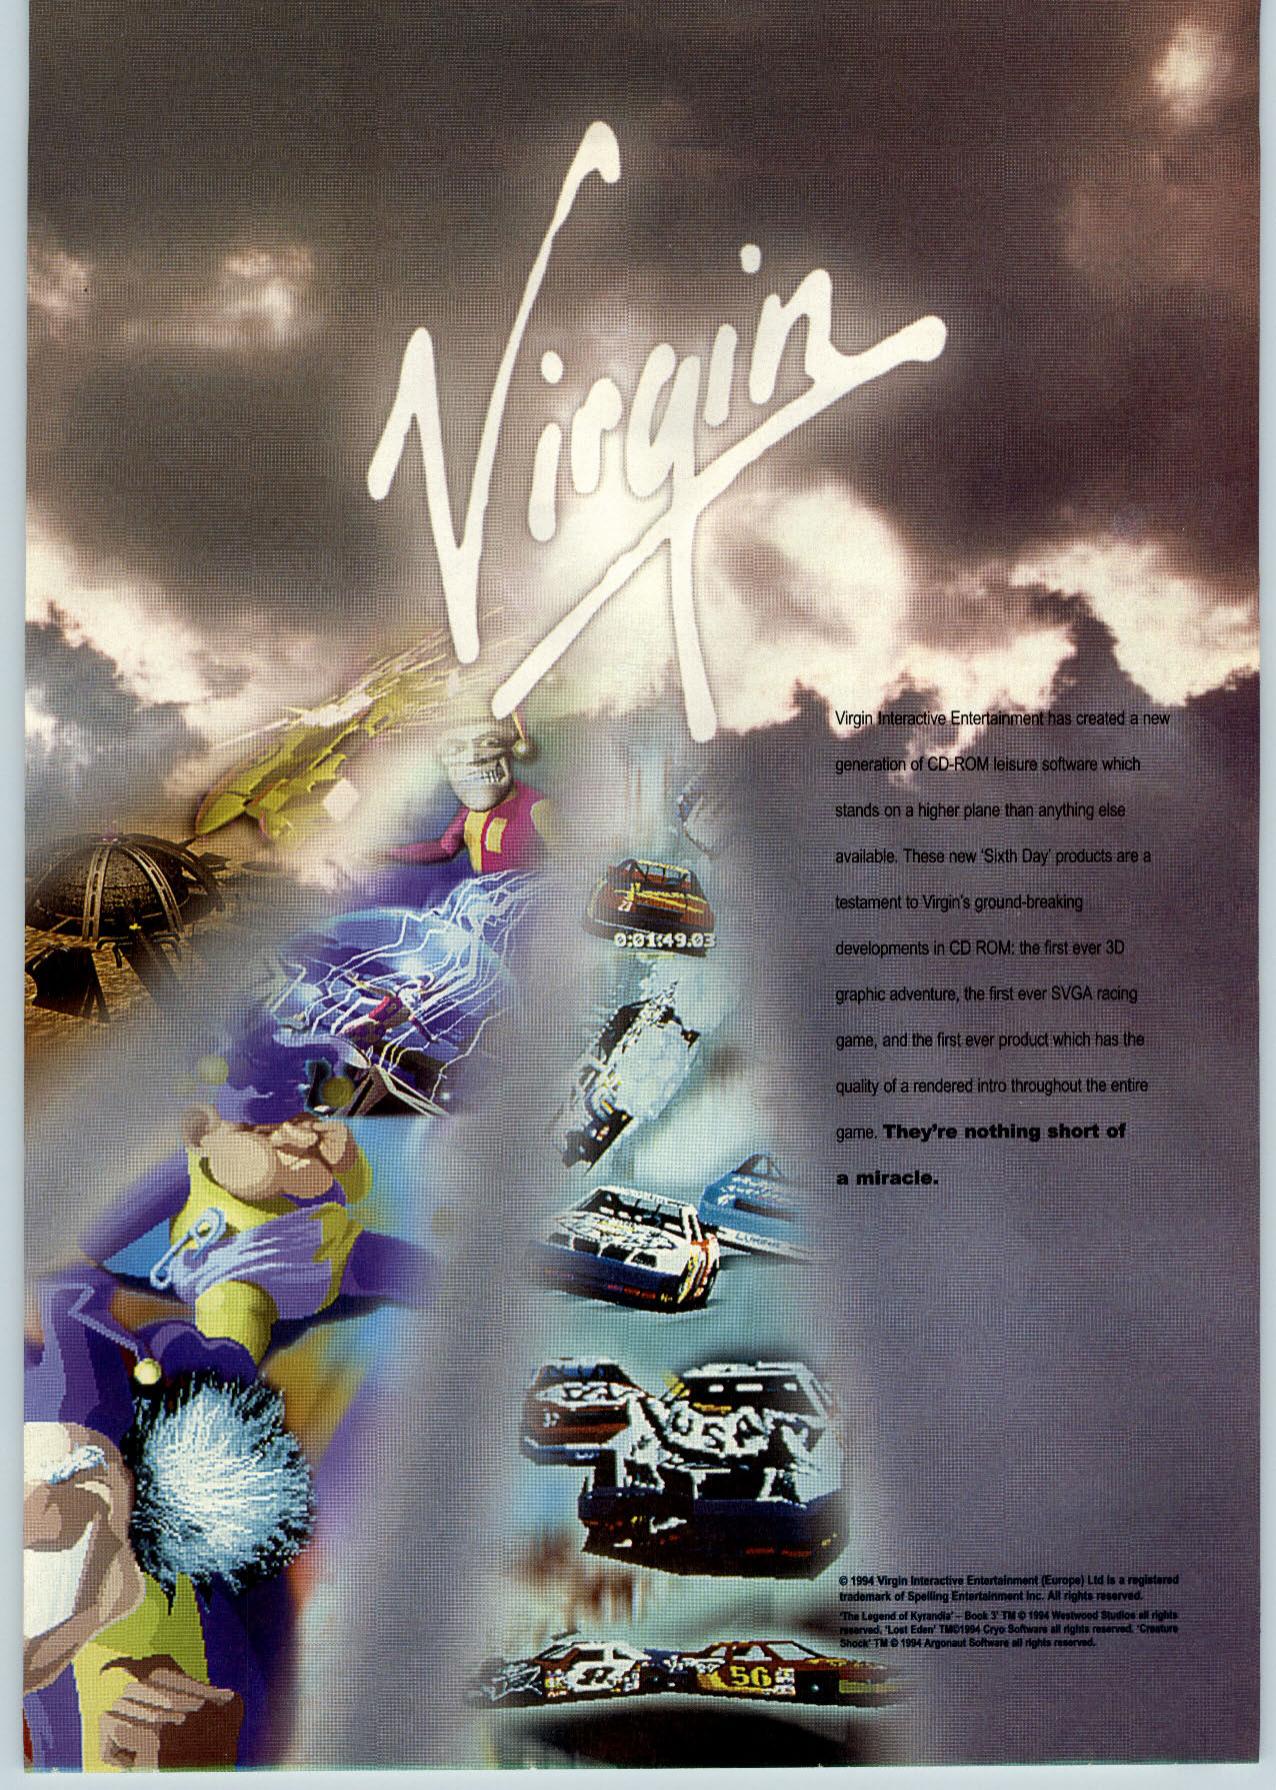 Virgin
Virgin Interactive Entertainment has created a new
generation of CD-ROM leisure software which
stands on a higher plane than anything else
available. These new 'Sixth Day' products are a
testament to Virgin's ground-breaking
developments in CD ROM: the first ever 3D
graphic adventure, the first ever SVGA racing
game, and the first ever product which has the
quality of a rendered intro throughout the entire
game. They're nothing short of
a miracle.
0:01:49.03
USA
56
© 1994 Virgin Interactive Entertainment (Europe) Ltd is a registered
trademark of Spelling Entertainment Inc. All rights reserved.
'The Legend of Kyrandia' – Book 3' TM © 1994 Westwood Studios all rights
reserved. 'Lost Eden' TM©1994 Cryo Software all rights reserved. 'Creature
Shock' TM © 1994 Argonaut Software all rights reserved.